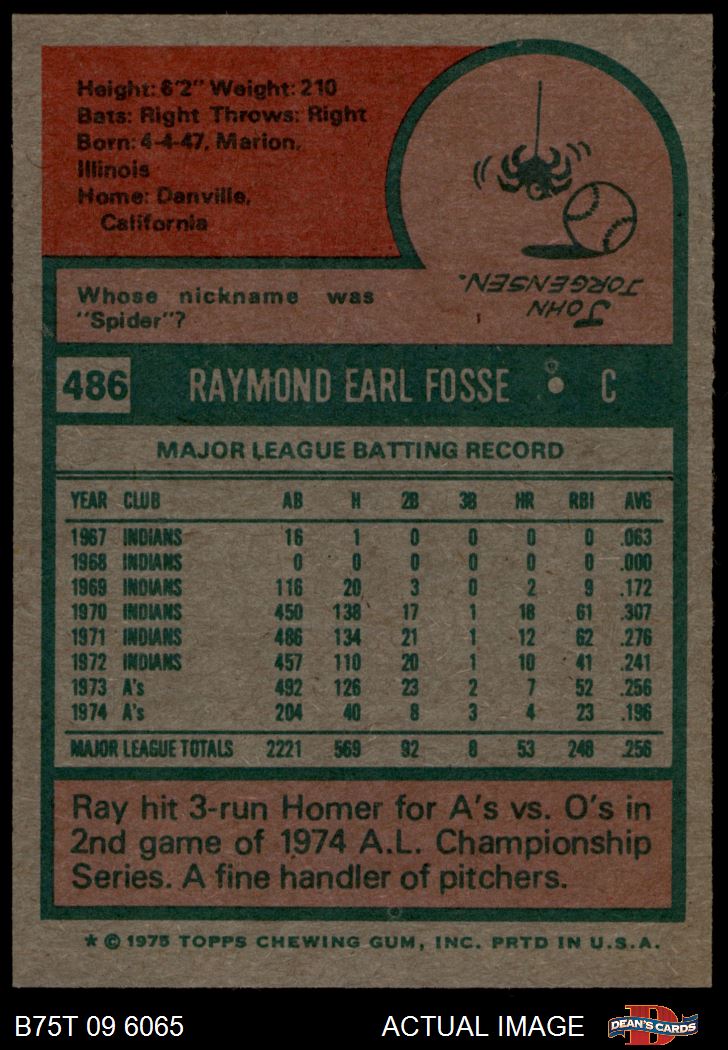 Height: 6'2" Weight: 210
Bats: Right Throws: Right
Born: 4-4-47, Marion,
Illinois
Home: Danville,
California
Whose nickname was
"Spider"?
JOHN
JORGENSEN.
486 RAYMOND EARL FOSSE • C
MAJOR LEAGUE BATTING RECORD
YEAR CLUB AB H 2B 3B HR RBI AVG
1967 INDIANS 16 1 0 0 0 0 .063
1968 INDIANS 0 0 0 0 0 0 .000
1969 INDIANS 116 20 3 0 2 9 .172
1970 INDIANS 450 138 17 1 18 61 .307
1971 INDIANS 486 134 21 1 12 62 .276
1972 INDIANS 457 110 20 1 10 41 .241
1973 A's 492 126 23 2 7 52 .256
1974 A's 204 40 8 3 4 23 .196
MAJOR LEAGUE TOTALS 2221 569 92 8 53 248 .256
Ray hit 3-run Homer for A's vs. O's in
2nd game of 1974 A.L. Championship
Series. A fine handler of pitchers.
* © 1975 TOPPS CHEWING GUM, INC. PRTD IN U.S.A.
B75T 09 6065 ACTUAL IMAGE D DEAN'S CARDS